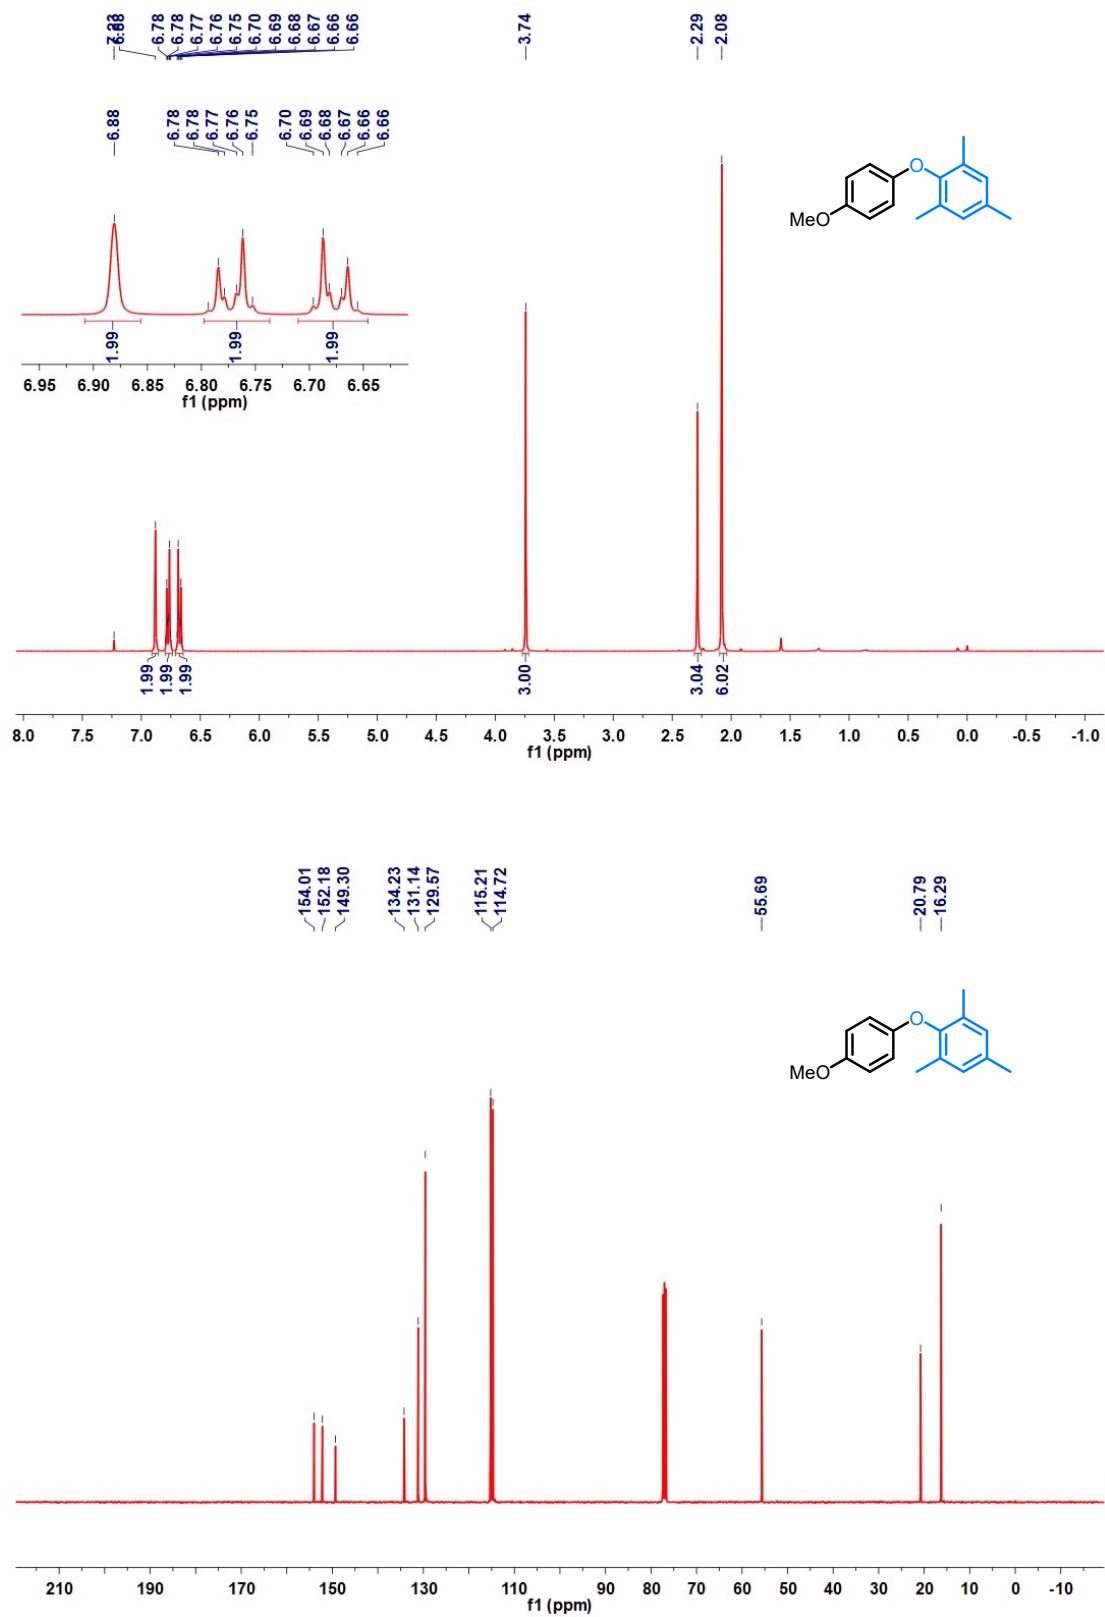 7.23 6.88 6.78 6.78 6.77 6.76 6.75 6.70 6.69 6.68 6.67 6.66 6.66 3.74 2.29 2.08
6.88 6.78 6.78 6.77 6.76 6.75 6.70 6.69 6.68 6.67 6.66 6.66
O
MeO
1.99 1.99 1.99
6.95 6.90 6.85 6.80 6.75 6.70 6.65
f1 (ppm)
1.99 1.99 1.99 3.00 3.04 6.02
8.0 7.5 7.0 6.5 6.0 5.5 5.0 4.5 4.0 3.5 3.0 2.5 2.0 1.5 1.0 0.5 0.0 -0.5 -1.0
f1 (ppm)
154.01 152.18 149.30 134.23 131.14 129.57 115.21 114.72 55.69 20.79 16.29
O
MeO
210 190 170 150 130 110 90 80 70 60 50 40 30 20 10 0 -10
f1 (ppm)